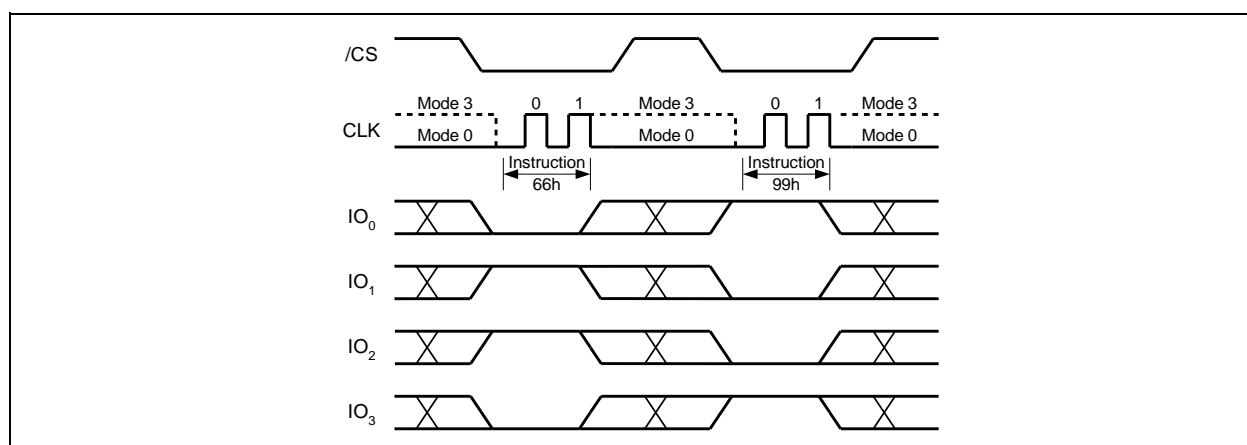 /CS
Mode 3 0 1 Mode 3 0 1 Mode 3
CLK
Mode 0 Mode 0 Mode 0
Instruction Instruction
66h 99h
IO0
IO1
IO2
IO3